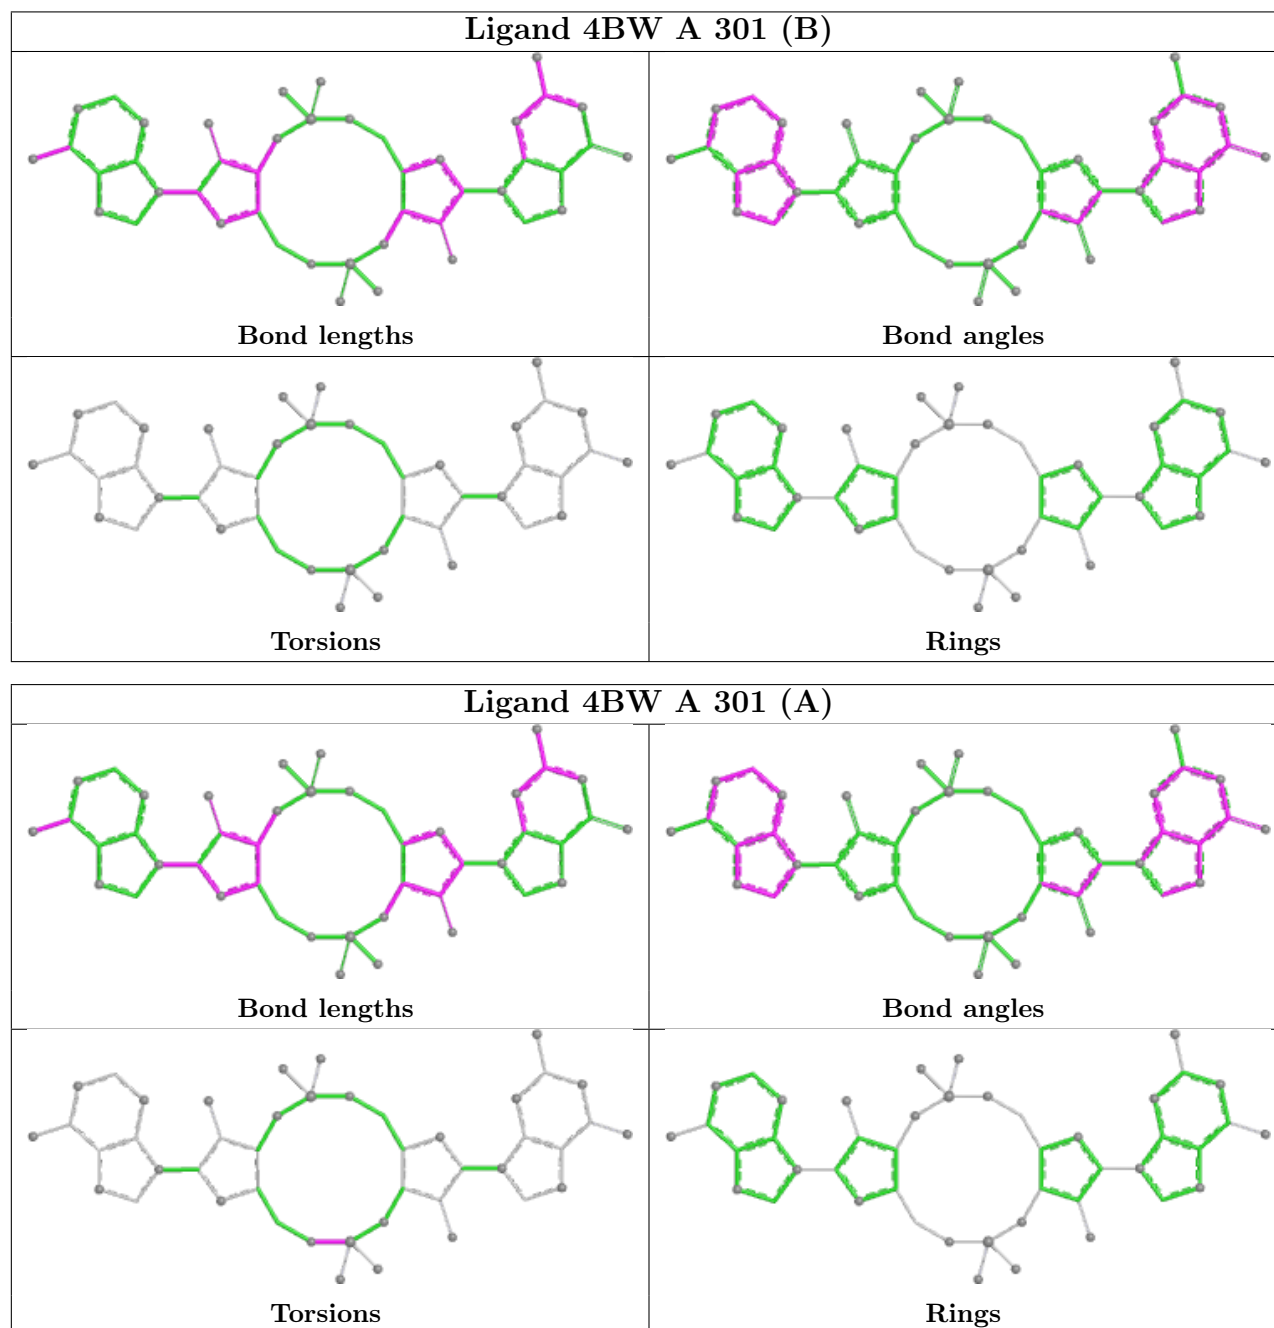 Ligand 4BW A 301 (B)
Bond lengths
Bond angles
Torsions
Rings
Ligand 4BW A 301 (A)
Bond lengths
Bond angles
Torsions
Rings